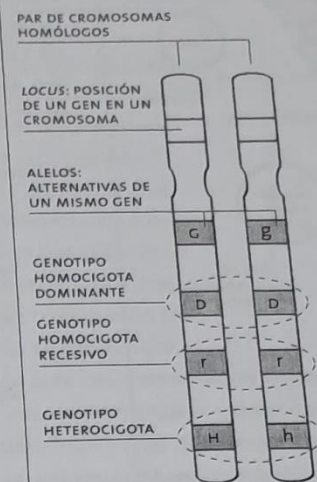 PAR DE CROMOSOMAS
HOMÓLOGOS
LOCUS: POSICIÓN
DE UN GEN EN UN
CROMOSOMA
ALELOS:
ALTERNATIVAS DE
UN MISMO GEN
G g
GENOTIPO
HOMOCIGOTA
DOMINANTE
D D
GENOTIPO
HOMOCIGOTA
RECESIVO
r r
GENOTIPO
HETEROCIGOTA
H h